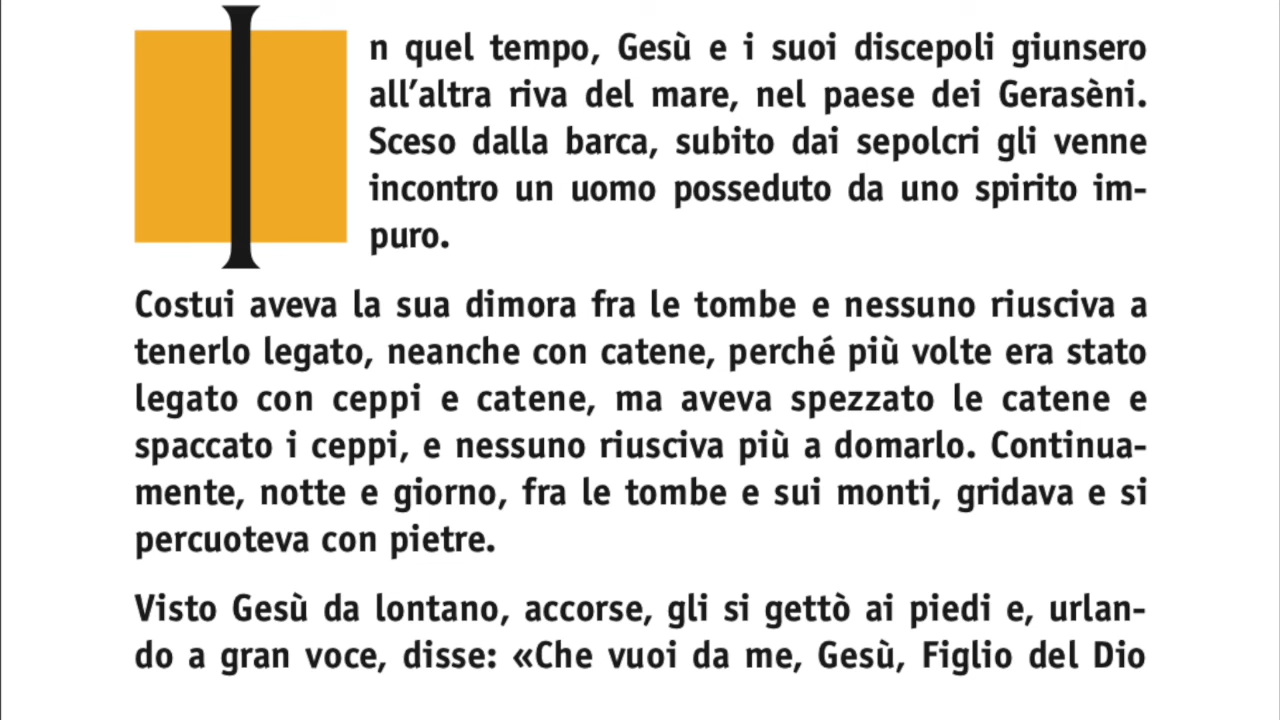 In quel tempo, Gesù e i suoi discepoli giunsero
all'altra riva del mare, nel paese dei Gerasèni.
Sceso dalla barca, subito dai sepolcri gli venne
incontro un uomo posseduto da uno spirito im-
puro.
Costui aveva la sua dimora fra le tombe e nessuno riusciva a
tenerlo legato, neanche con catene, perché più volte era stato
legato con ceppi e catene, ma aveva spezzato le catene e
spaccato i ceppi, e nessuno riusciva più a domarlo. Continua-
mente, notte e giorno, fra le tombe e sui monti, gridava e si
percuoteva con pietre.
Visto Gesù da lontano, accorse, gli si gettò ai piedi e, urlan-
do a gran voce, disse: «Che vuoi da me, Gesù, Figlio del Dio